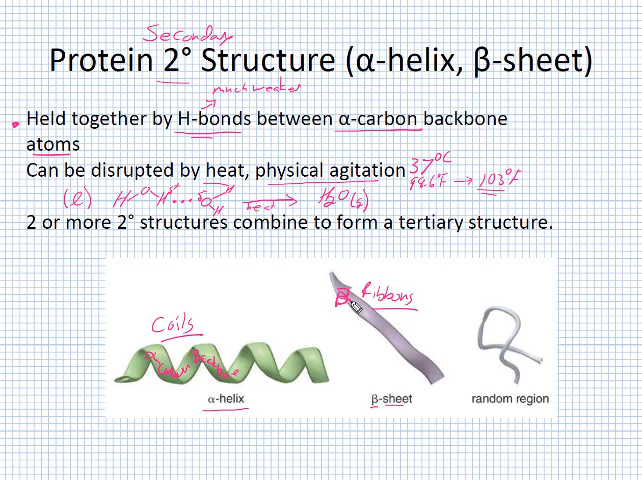 Secondary
Protein 2° Structure (α-helix, β-sheet)
much weaker
Held together by H-bonds between α-carbon backbone
atoms
Can be disrupted by heat, physical agitation 37°C
98.6°F → 103°F
(l) H O H ... O H H heat → H2O(g)
2 or more 2° structures combine to form a tertiary structure.
Ribbons
Coils
α carbon Backbone
α-helix β-sheet random region